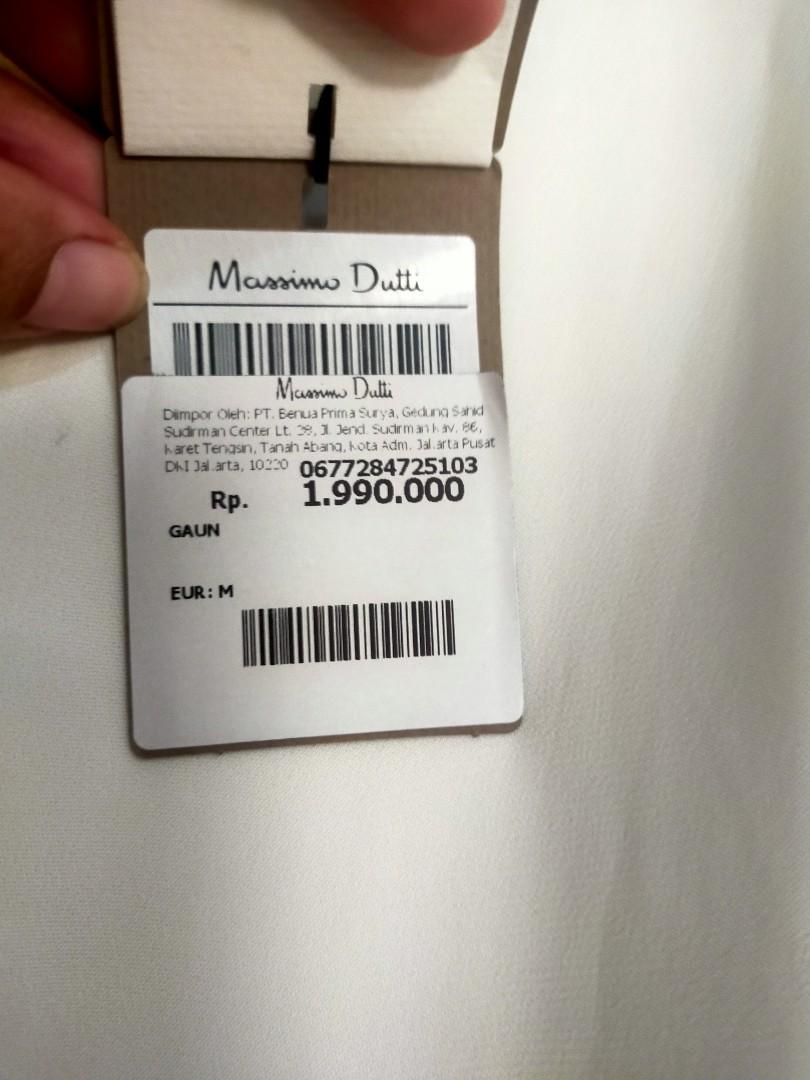 Massimo Dutti
Massimo Dutti
Diimpor Oleh: PT. Benua Prima Surya, Gedung Sahid
Sudirman Center Lt. 28, Jl. Jend. Sudirman Kav. 86,
Karet Tengsin, Tanah Abang, Kota Adm. Jakarta Pusat
DKI Jakarta, 10220 0677284725103
Rp. 1.990.000
GAUN
EUR: M